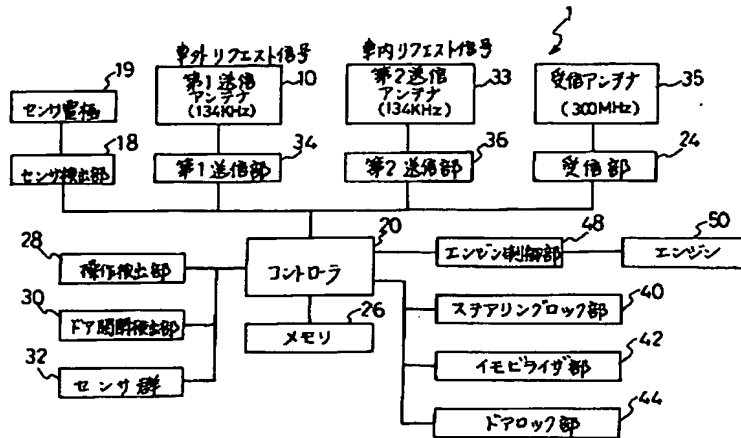 車外リクエスト信号
車内リクエスト信号
1
19
センサ電極
第1送信
アンテナ
(134KHz)
10
第2送信
アンテナ
(134KHz)
33
受信アンテナ
(300MHz)
35
18
センサ検出部
第1送信部
34
第2送信部
36
受信部
24
20
コントローラ
48
エンジン制御部
50
エンジン
28
操作検出部
30
ドア開閉検出部
32
センサ群
メモリ
26
ステアリングロック部
40
イモビライザ部
42
ドアロック部
44